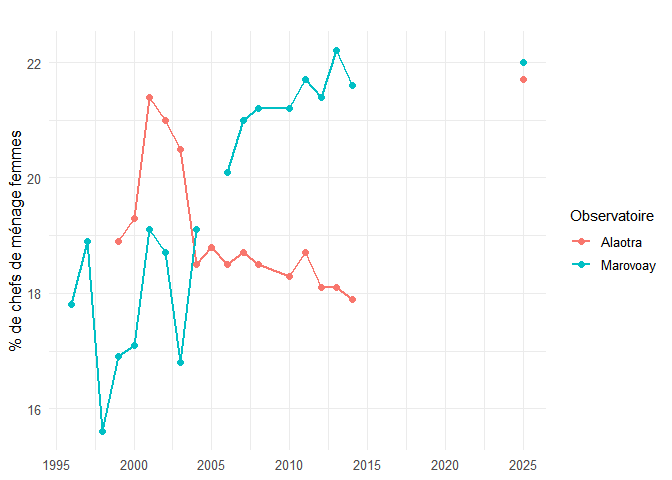 % de chefs de ménage femmes
22
20
18
16
1995 2000 2005 2010 2015 2020 2025
Observatoire
Alaotra
Marovoay